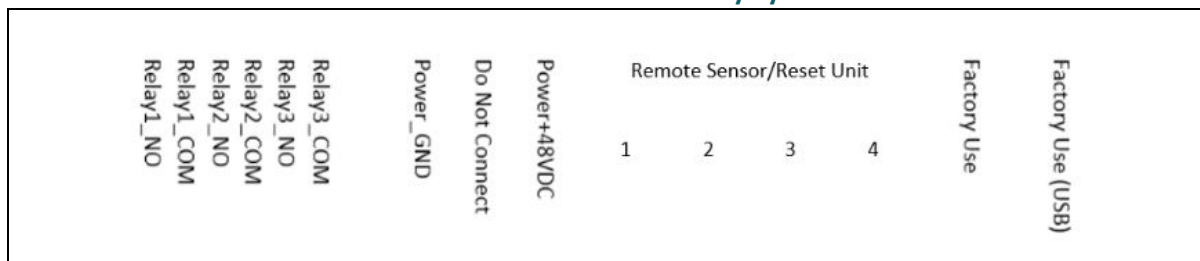 Relay1_NO
Relay1_COM
Relay2_NO
Relay2_COM
Relay3_NO
Relay3_COM
Power_GND
Do Not Connect
Power+48VDC
Remote Sensor/Reset Unit
1 2 3 4
Factory Use
Factory Use (USB)